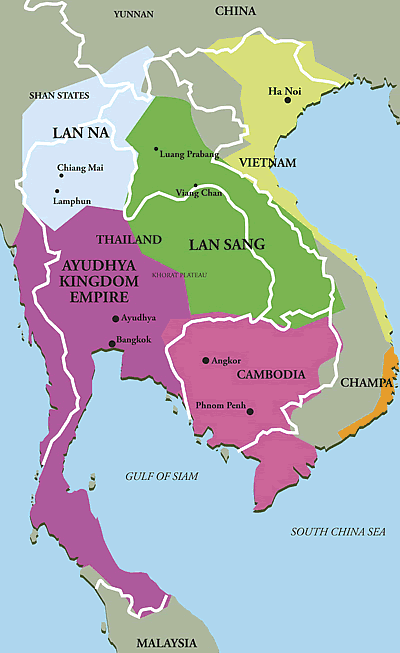 CHINA
YUNNAN
Ha Noi
SHAN STATES
LAN NA
Luang Prabang
VIETNAM
Chiang Mai
Viang Chan
Lamphun
THAILAND
LAN SANG
AYUDHYA
KINGDOM
EMPIRE
KHORAT PLATEAU
Ayudhya
Bangkok
Angkor
CAMBODIA
CHAMPA
Phnom Penh
GULF OF SIAM
SOUTH CHINA SEA
MALAYSIA